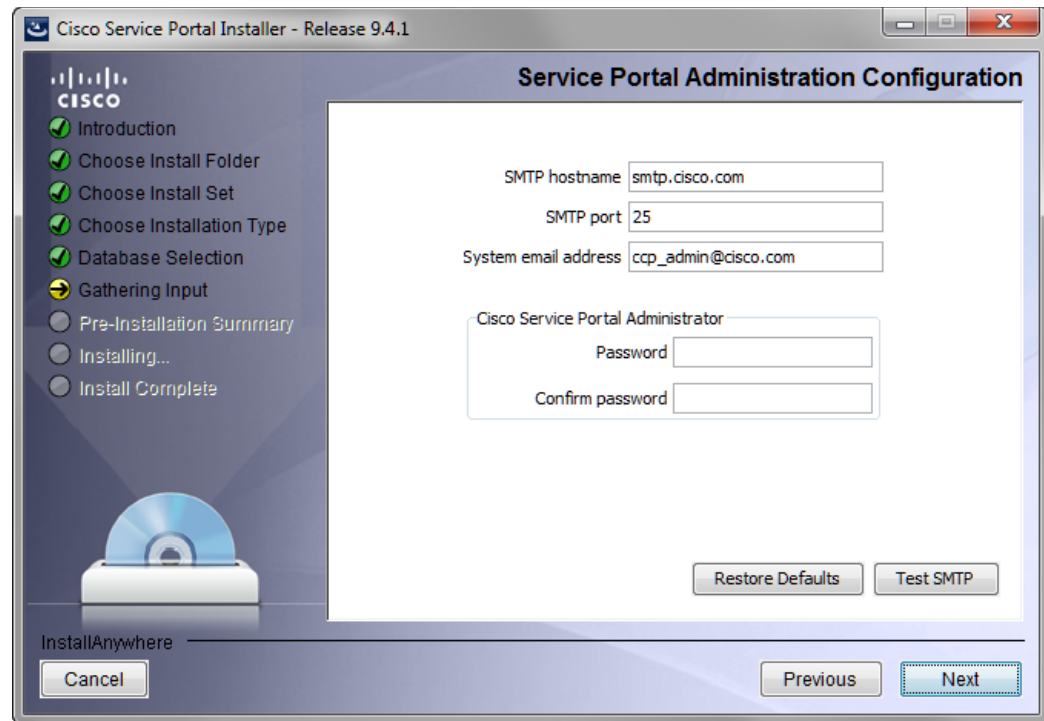 Cisco Service Portal Installer - Release 9.4.1
CISCO
Service Portal Administration Configuration
Introduction
Choose Install Folder
Choose Install Set
Choose Installation Type
Database Selection
Gathering Input
Pre-Installation Summary
Installing...
Install Complete
SMTP hostname smtp.cisco.com
SMTP port 25
System email address ccp_admin@cisco.com
Cisco Service Portal Administrator
Password
Confirm password
Restore Defaults Test SMTP
InstallAnywhere
Cancel Previous Next